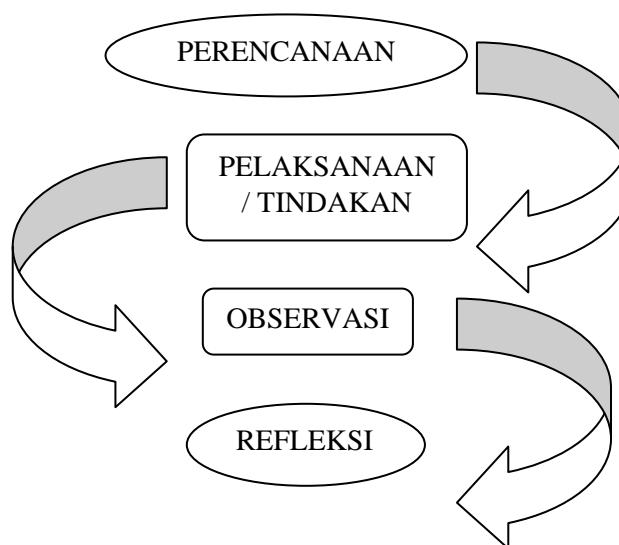 PERENCANAAN
PELAKSANAAN
/ TINDAKAN
OBSERVASI
REFLEKSI